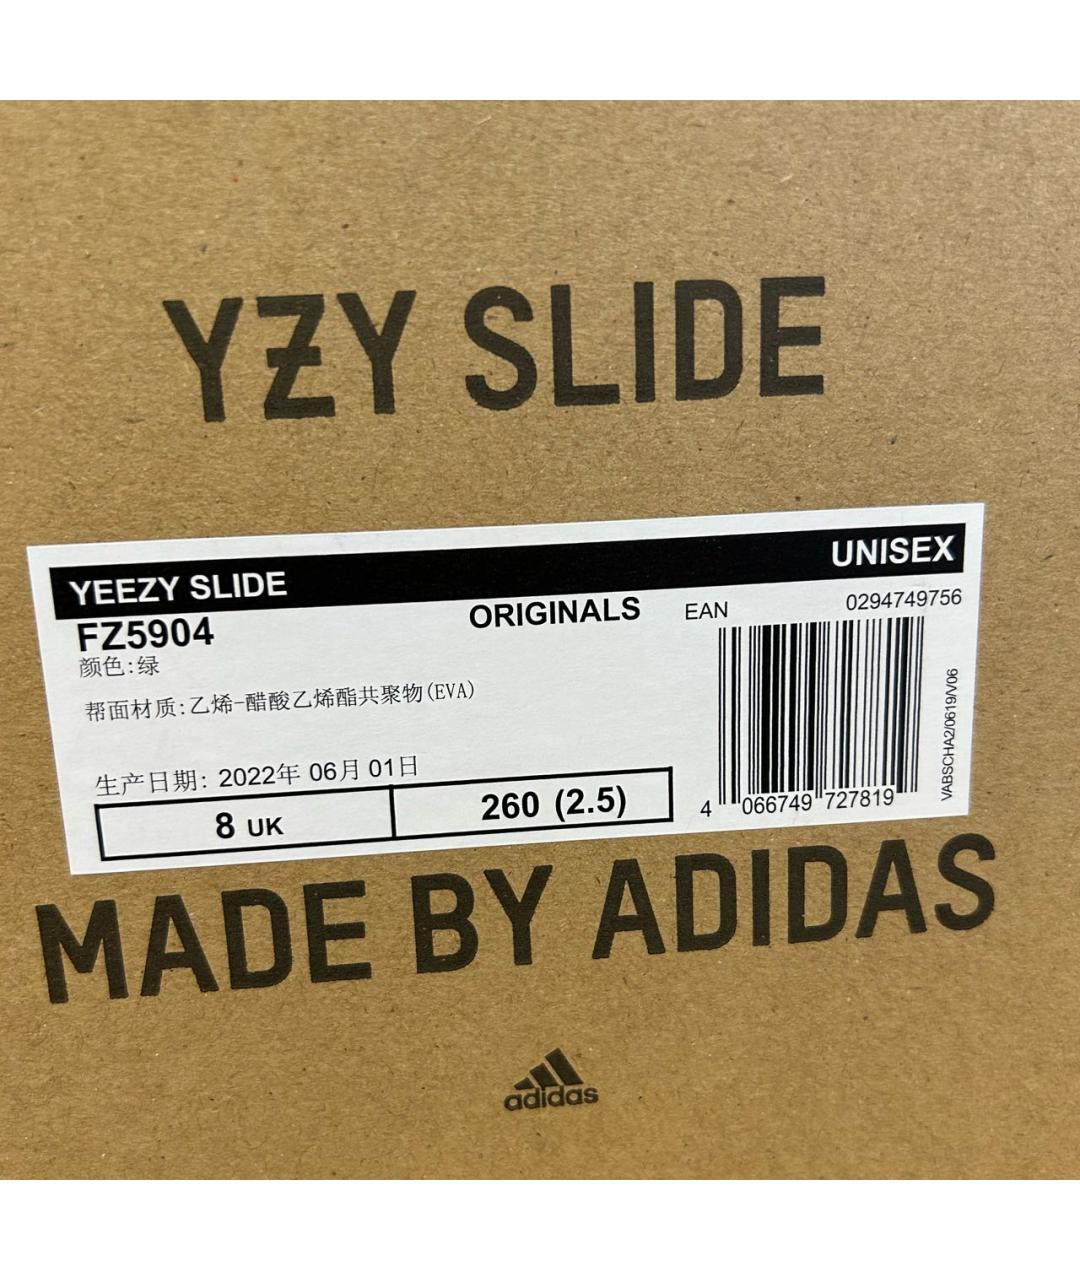 YZY SLIDE
YEEZY SLIDE UNISEX
FZ5904 ORIGINALS EAN 0294749756
颜色:绿
帮面材质:乙烯-醋酸乙烯酯共聚物(EVA)
生产日期: 2022年 06月 01日
8 UK 260 (2.5)
4 066749 727819
VABSCHA2/0619/V06
MADE BY ADIDAS
adidas